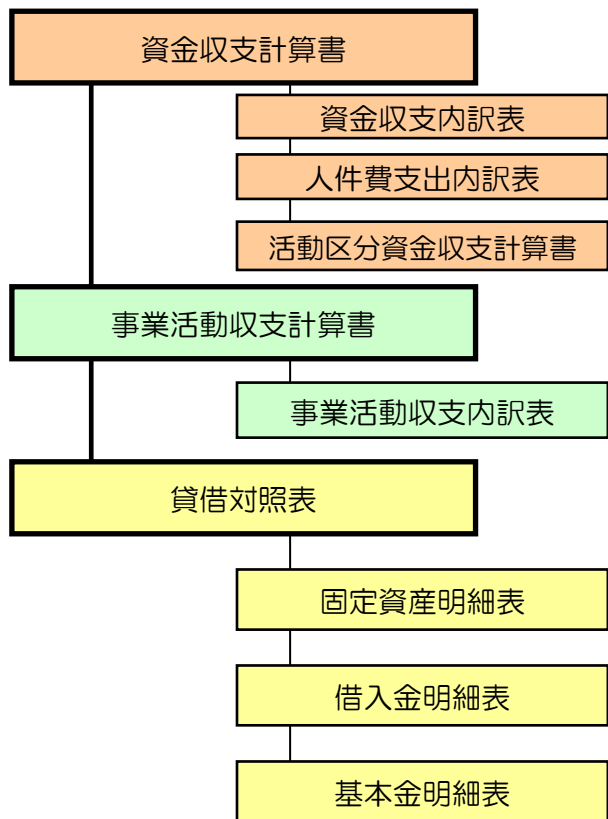 資金収支計算書
資金収支内訳表
人件費支出内訳表
活動区分資金収支計算書
事業活動収支計算書
事業活動収支内訳表
貸借対照表
固定資産明細表
借入金明細表
基本金明細表